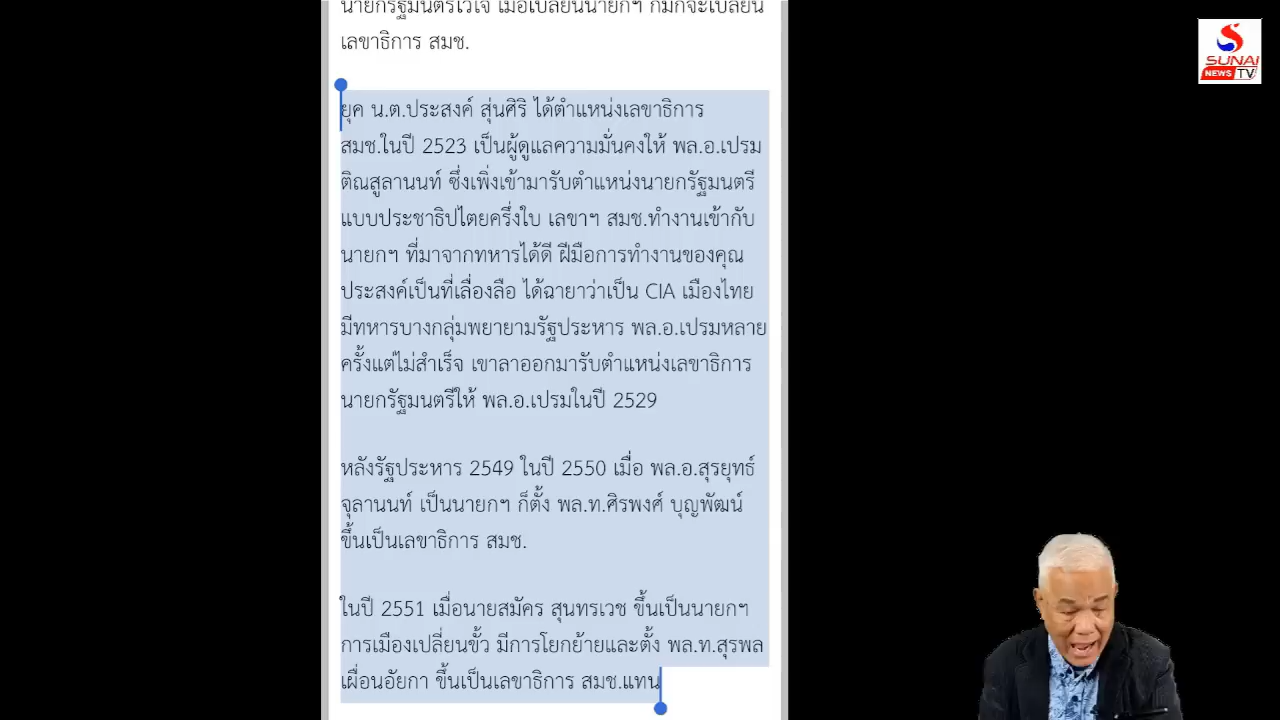 นายกรัฐมนตรีไว้ใจ เมื่อเปลี่ยนนายกฯ ก็มักจะเปลี่ยน
เลขาธิการ สมช.
ยุค น.ต.ประสงค์ สุ่นศิริ ได้ตำแหน่งเลขาธิการ
สมช.ในปี 2523 เป็นผู้ดูแลความมั่นคงให้ พล.อ.เปรม
ติณสูลานนท์ ซึ่งเพิ่งเข้ามารับตำแหน่งนายกรัฐมนตรี
แบบประชาธิปไตยครึ่งใบ เลขาฯ สมช.ทำงานเข้ากับ
นายกฯ ที่มาจากทหารได้ดี ฝีมือการทำงานของคุณ
ประสงค์เป็นที่เลื่องลือ ได้ฉายาว่าเป็น CIA เมืองไทย
มีทหารบางกลุ่มพยายามรัฐประหาร พล.อ.เปรมหลาย
ครั้งแต่ไม่สำเร็จ เขาลาออกมารับตำแหน่งเลขาธิการ
นายกรัฐมนตรีให้ พล.อ.เปรมในปี 2529
หลังรัฐประหาร 2549 ในปี 2550 เมื่อ พล.อ.สุรยุทธ์
จุลานนท์ เป็นนายกฯ ก็ตั้ง พล.ท.ศิรพงศ์ บุญพัฒน์
ขึ้นเป็นเลขาธิการ สมช.
ในปี 2551 เมื่อนายสมัคร สุนทรเวช ขึ้นเป็นนายกฯ
การเมืองเปลี่ยนขั้ว มีการโยกย้ายและตั้ง พล.ท.สุรพล
เผื่อนอัยกา ขึ้นเป็นเลขาธิการ สมช.แทน
SUNAI
NEWS TV